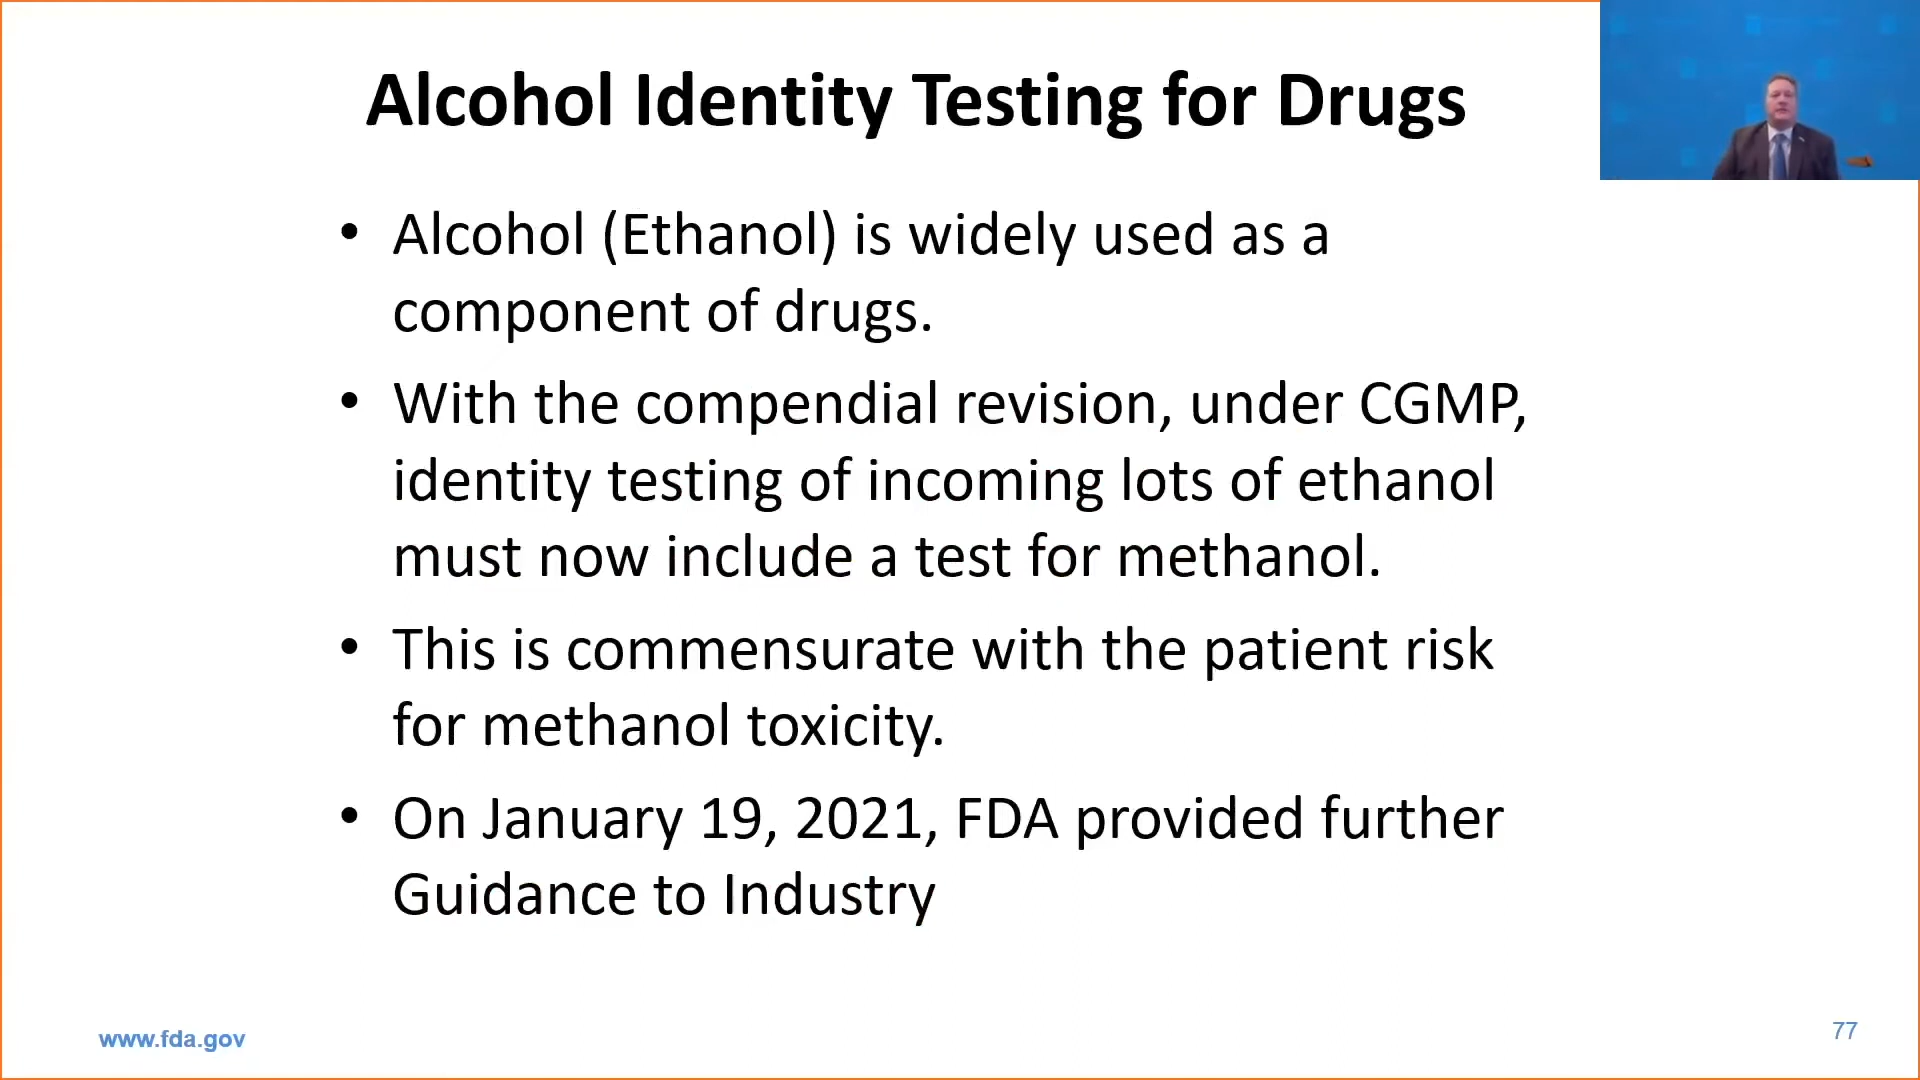 Alcohol Identity Testing for Drugs
• Alcohol (Ethanol) is widely used as a
component of drugs.
• With the compendial revision, under CGMP,
identity testing of incoming lots of ethanol
must now include a test for methanol.
• This is commensurate with the patient risk
for methanol toxicity.
• On January 19, 2021, FDA provided further
Guidance to Industry
www.fda.gov
77